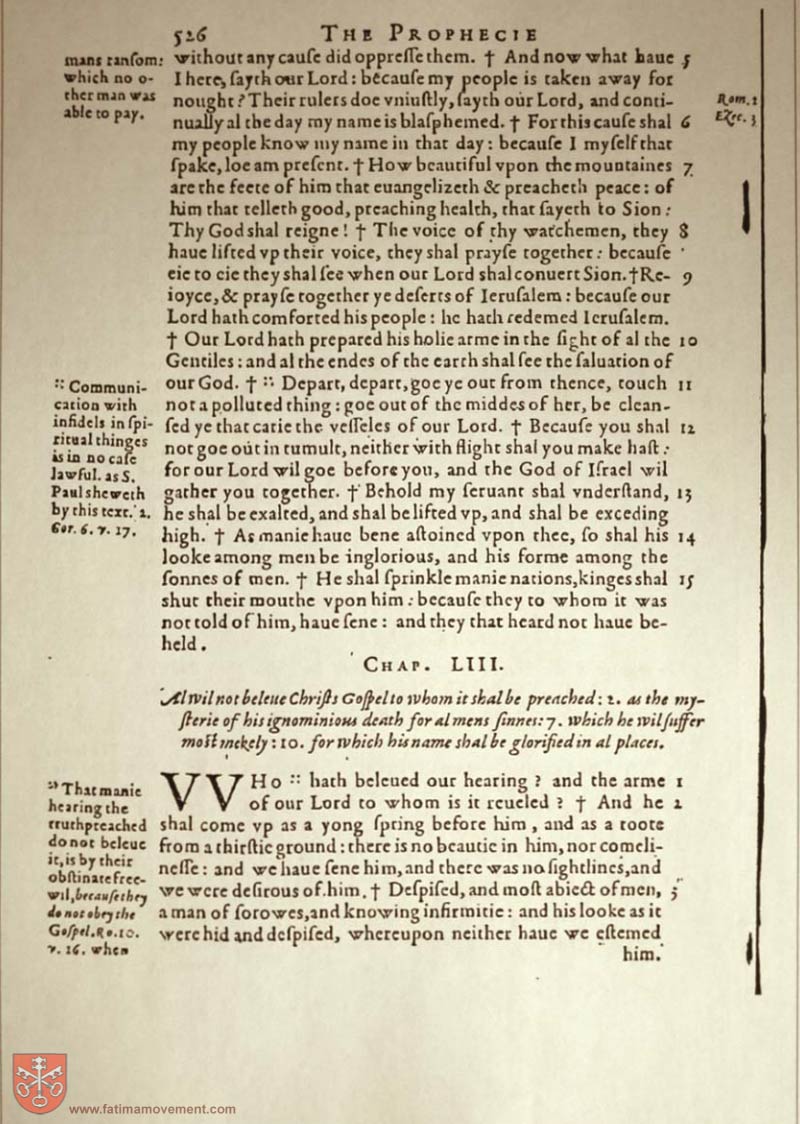 526 THE PROPHECIE
mans ranſom:
which no o-
ther man was
able to pay.
without any cauſe did oppreſſe them. † And now what haue 5
I here, ſayth our Lord: becauſe my people is taken away for
nought? Their rulers doe vniuſtly, ſayth our Lord, and conti-
nually al the day my name is blaſphemed. † For this cauſe shal 6
my people know my name in that day: becauſe I myſelf that
ſpake, loe am preſent. † How beautiful vpon the mountaines 7
are the feete of him that euangelizeth & preacheth peace: of
him that telleth good, preaching health, that ſayeth to Sion:
Thy God shal reigne! † The voice of thy watchemen, they 8
haue lifted vp their voice, they shal prayſe together: becauſe
eie to eie they shal ſee when our Lord shal conuert Sion. † Re- 9
ioyce, & prayſe together ye deſerts of Ieruſalem: becauſe our
Lord hath comforted his people: he hath redemed Ieruſalem.
† Our Lord hath prepared his holie arme in the ſight of al the 10
Gentiles: and al the endes of the earth shal ſee the ſaluation of
our God. † :: Depart, depart, goe ye out from thence, touch 11
not a polluted thing: goe out of the middes of her, be clean-
ſed ye that carie the veſſeles of our Lord. † Becauſe you shal 12
not goe out in tumult, neither with flight shal you make haſt:
for our Lord wil goe before you, and the God of Iſrael wil
gather you together. † Behold my ſeruant shal vnderſtand, 13
he shal be exalted, and shal be lifted vp, and shal be exceding
high. † As manie haue bene aſtoined vpon thee, ſo shal his 14
looke among men be inglorious, and his forme among the
ſonnes of men. † He shal ſprinkle manie nations, kinges shal 15
shut their mouthe vpon him: becauſe they to whom it was
not told of him, haue ſene: and they that heard not haue be-
held.
Rom. 2
Ezec. 3
:: Communi-
cation with
infidels in ſpi-
ritual thinges
is in no caſe
lawful. as S.
Paul sheweth
by this text. 2.
Cor. 6. v. 17.
CHAP. LIII.
Al wil not beleue Chriſts Goſpel to whom it shal be preached: 2. as the my-
ſterie of his ignominious death for al mens ſinnes: 7. which he wil ſuffer
moſt mekely: 10. for which his name shal be glorified in al places.
VVHo :: hath beleued our hearing? and the arme 1
of our Lord to whom is it reueled? † And he 2
shal come vp as a yong ſpring before him, and as a roote
from a thirſtie ground: there is no beautie in him, nor comeli-
neſſe: and we haue ſene him, and there was no ſightlines, and
we were deſirous of him. † Deſpiſed, and moſt abiect of men, 3
a man of ſorowes, and knowing infirmitie: and his looke as it
were hid and deſpiſed, whereupon neither haue we eſtemed
him.
:: That manie
hearing the
truth preached
do not beleue
it, is by their
obſtinate free-
wil, becauſe they
do not obey the
Goſpel. Ro. 10.
v. 16. when
www.fatimamovement.com